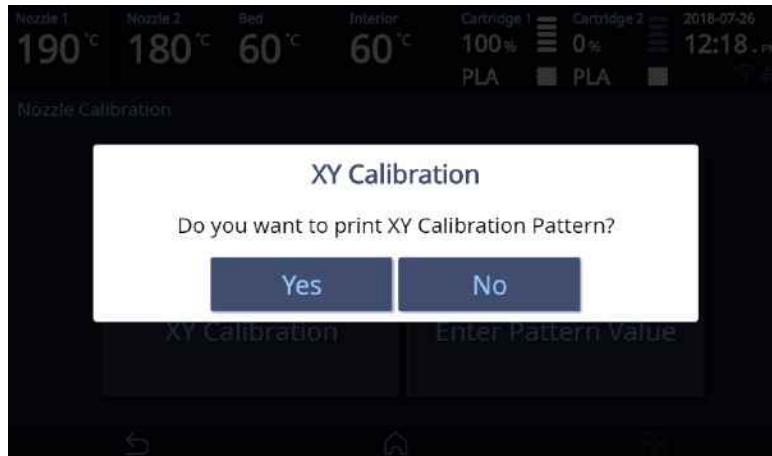 Nozzle 1 Nozzle 2 Bed Interior Cartridge 1 Cartridge 2 2018-07-26
190°C 180°C 60°C 60°C 100% 0% 12:18
PLA PLA
Nozzle Calibration
XY Calibration
Do you want to print XY Calibration Pattern?
Yes No
XY Calibration Enter Pattern Value